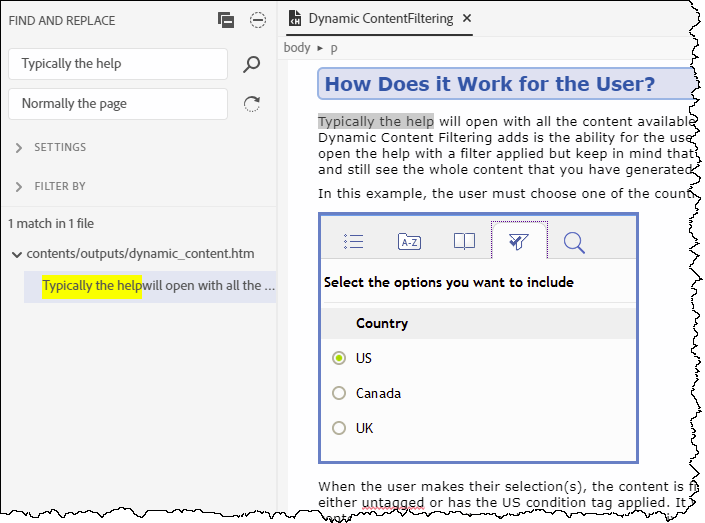 FIND AND REPLACE
Typically the help
Normally the page
SETTINGS
FILTER BY
1 match in 1 file
contents/outputs/dynamic_content.htm
Typically the helpwill open with all the ...
Dynamic ContentFiltering
body ▸ p
How Does it Work for the User?
Typically the help will open with all the content available
Dynamic Content Filtering adds is the ability for the use
open the help with a filter applied but keep in mind that
and still see the whole content that you have generated
In this example, the user must choose one of the count
A-Z
Select the options you want to include
Country
US
Canada
UK
When the user makes their selection(s), the content is
either untagged or has the US condition tag applied. It